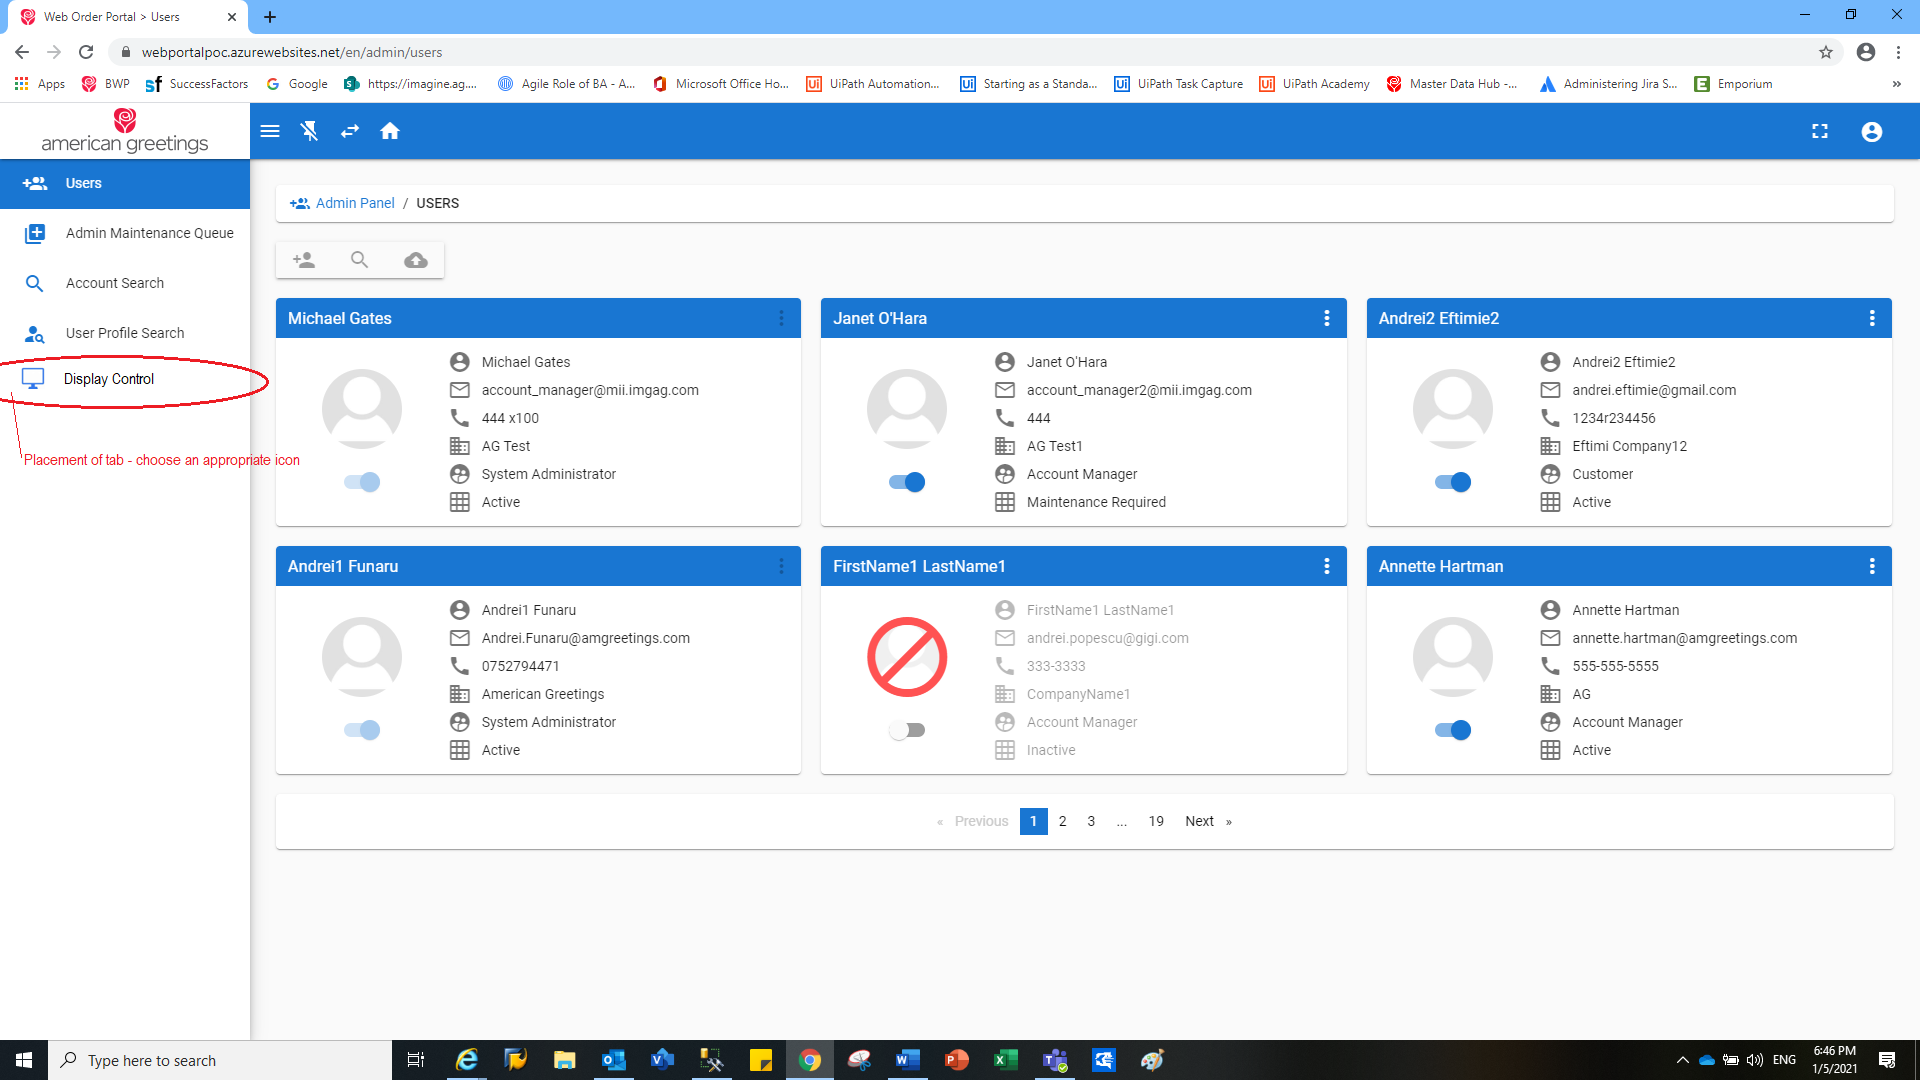 Web Order Portal > Users
webportalpoc.azurewebsites.net/en/admin/users
Apps BWP SuccessFactors Google https://imagine.ag.... Agile Role of BA - A... Microsoft Office Ho... UiPath Automation... Starting as a Standa... UiPath Task Capture UiPath Academy Master Data Hub -... Administering Jira S... Emporium »
american greetings
Users
Admin Maintenance Queue
Account Search
User Profile Search
Display Control
Placement of tab - choose an appropriate icon
Admin Panel / USERS
Michael Gates
Michael Gates
account_manager@mii.imgag.com
444 x100
AG Test
System Administrator
Active
Janet O'Hara
Janet O'Hara
account_manager2@mii.imgag.com
444
AG Test1
Account Manager
Maintenance Required
Andrei2 Eftimie2
Andrei2 Eftimie2
andrei.eftimie@gmail.com
1234r234456
Eftimi Company12
Customer
Active
Andrei1 Funaru
Andrei1 Funaru
Andrei.Funaru@amgreetings.com
0752794471
American Greetings
System Administrator
Active
FirstName1 LastName1
FirstName1 LastName1
andrei.popescu@gigi.com
333-3333
CompanyName1
Account Manager
Inactive
Annette Hartman
Annette Hartman
annette.hartman@amgreetings.com
555-555-5555
AG
Account Manager
Active
« Previous 1 2 3 ... 19 Next »
Type here to search
ENG
6:46 PM
1/5/2021